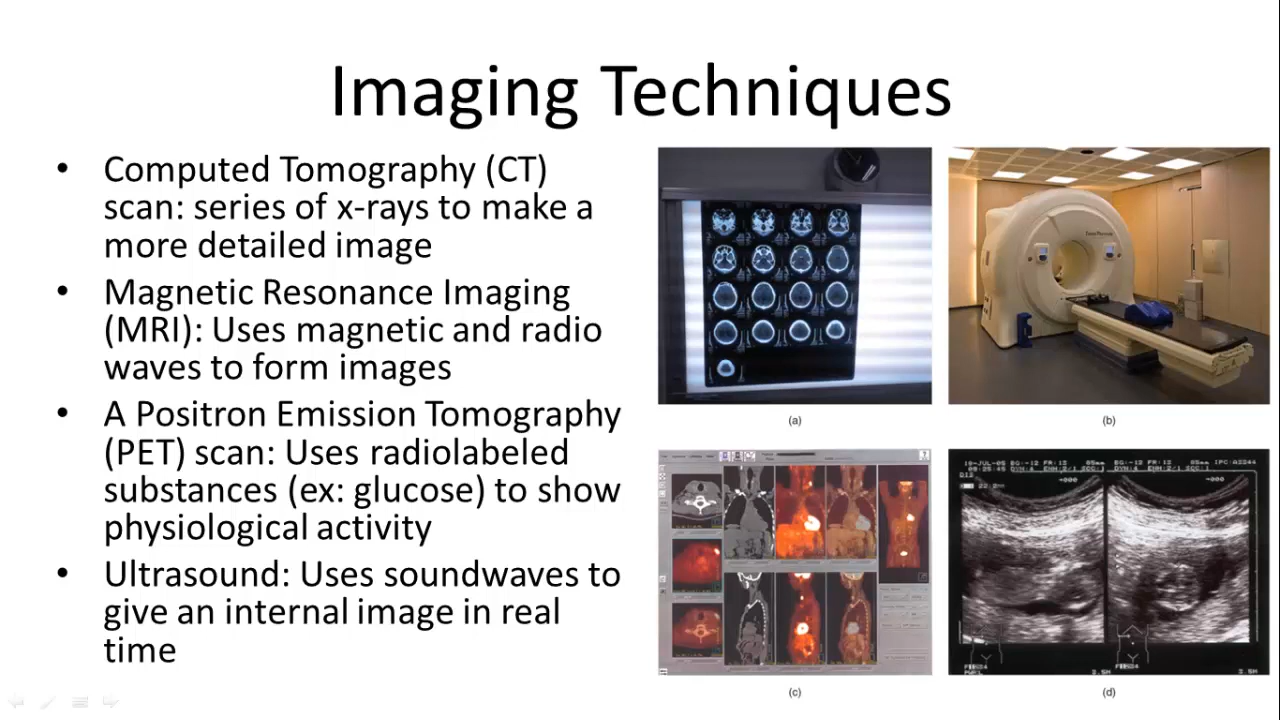 Imaging Techniques
• Computed Tomography (CT)
scan: series of x-rays to make a
more detailed image
• Magnetic Resonance Imaging
(MRI): Uses magnetic and radio
waves to form images
• A Positron Emission Tomography
(PET) scan: Uses radiolabeled
substances (ex: glucose) to show
physiological activity
• Ultrasound: Uses soundwaves to
give an internal image in real
time
(a)
(b)
(c)
(d)